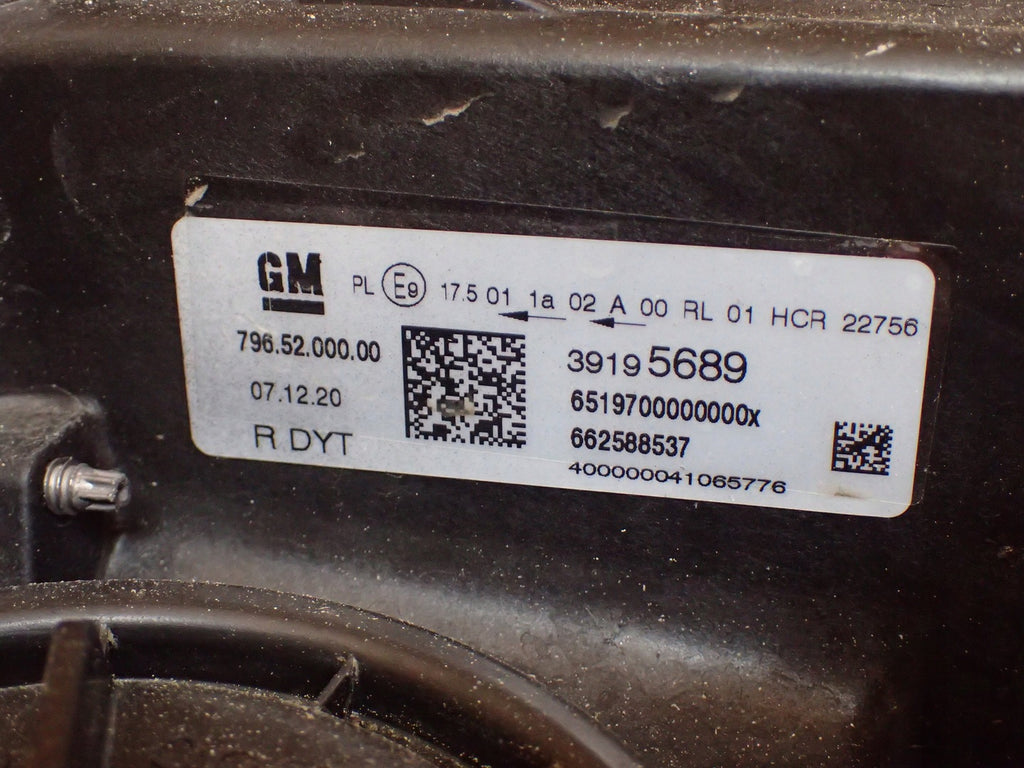 GM PL E9 17.5 01 1a 02 A 00 RL 01 HCR 22756
796.52.000.00
07.12.20
R DYT
39195689
6519700000000x
662588537
400000041065776